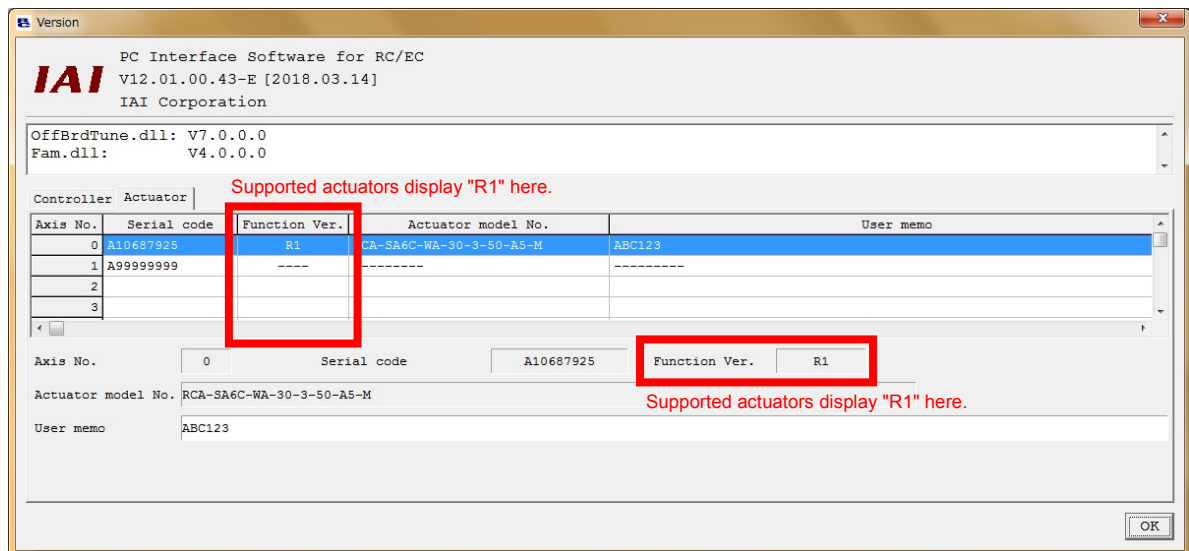 Version
PC Interface Software for RC/EC
IAI V12.01.00.43-E [2018.03.14]
IAI Corporation
OffBrdTune.dll: V7.0.0.0
Fam.dll: V4.0.0.0
Supported actuators display "R1" here.
Controller Actuator
Axis No. Serial code Function Ver. Actuator model No. User memo
0 A10687925 R1 CA-SA6C-WA-30-3-50-A5-M ABC123
1 A99999999 ---- -------- ---------
2
3
Axis No. 0 Serial code A10687925 Function Ver. R1
Actuator model No. RCA-SA6C-WA-30-3-50-A5-M
Supported actuators display "R1" here.
User memo ABC123
OK